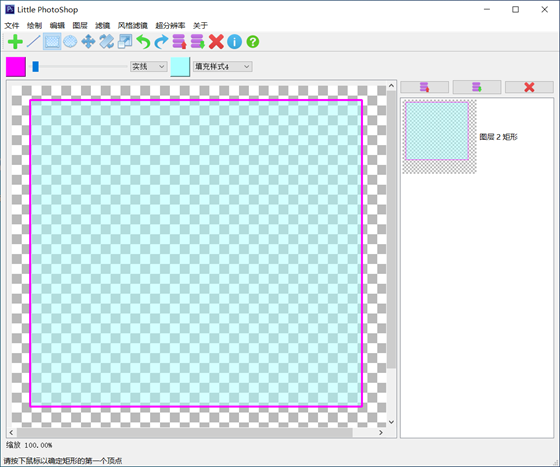 Little PhotoShop
文件 绘制 编辑 图层 滤镜 风格滤镜 超分辨率 关于
实线 填充样式4
图层 2 矩形
缩放 100.00%
请按下鼠标以确定矩形的第一个顶点